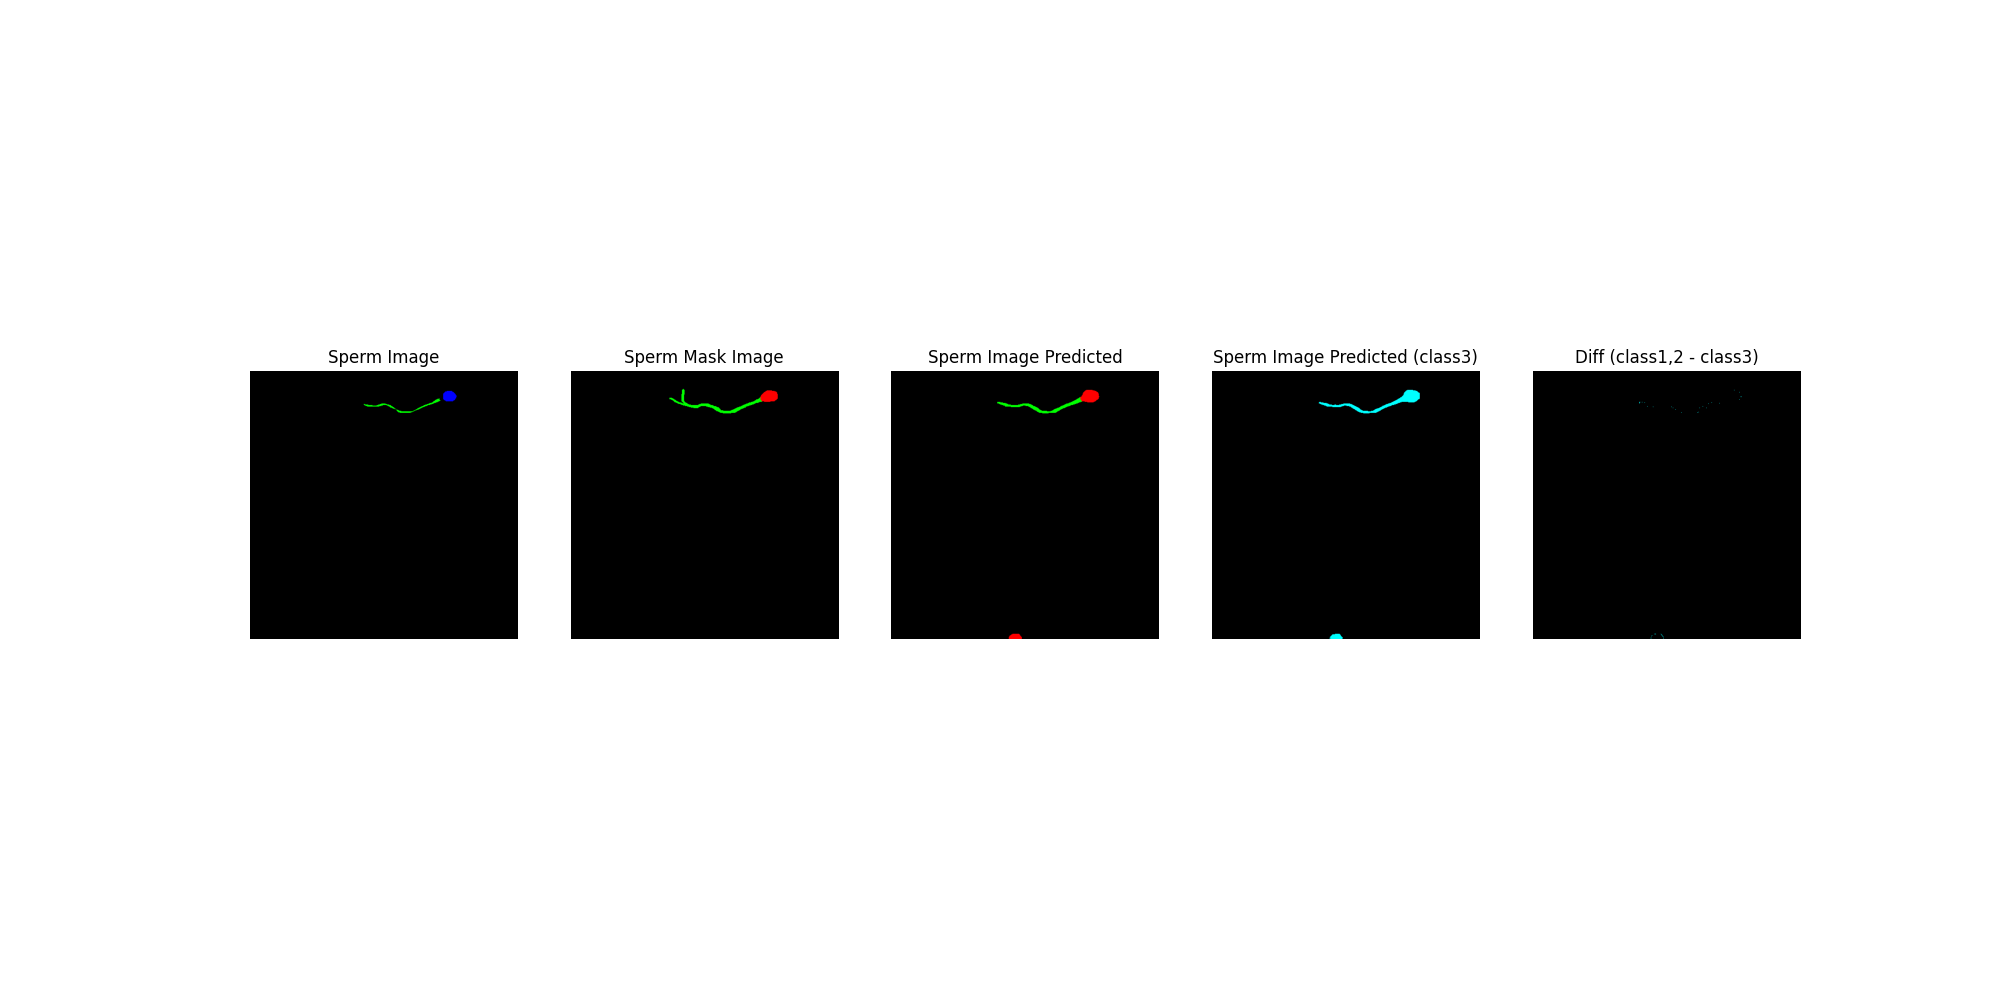 Sperm Image
Sperm Mask Image
Sperm Image Predicted
Sperm Image Predicted (class3)
Diff (class1,2 - class3)